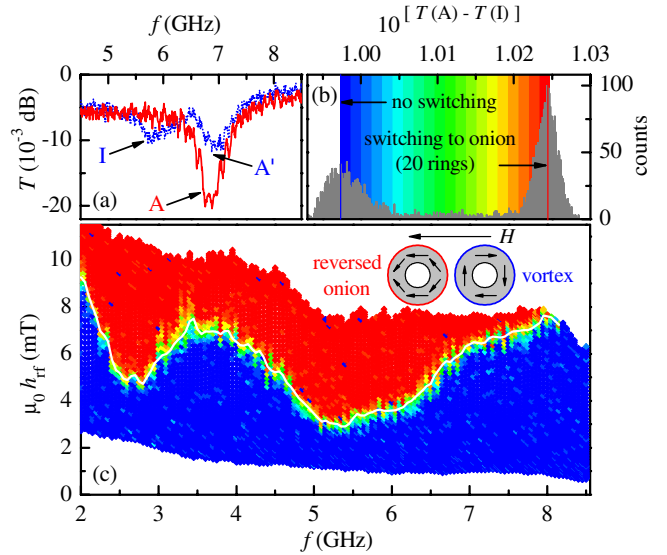 f (GHz)
5 6 7 8
10^[ T (A) - T (I) ]
1.00 1.01 1.02 1.03
T (10⁻³ dB)
0
-10
-20
I
A
A'
(a)
(b)
no switching
switching to onion
(20 rings)
100
50
0
counts
μ₀ h_rf (mT)
10
8
6
4
2
0
H
reversed
onion
vortex
(c)
2 3 4 5 6 7 8
f (GHz)